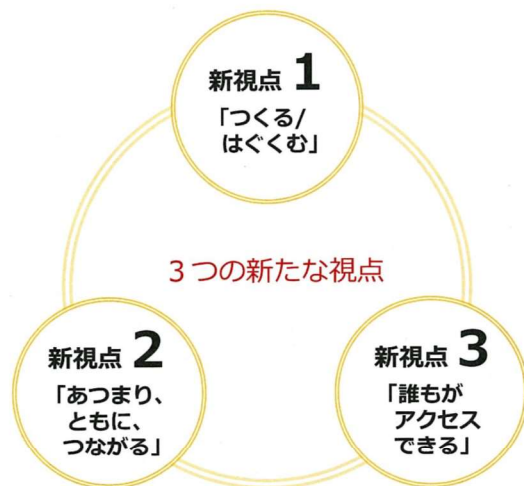 新視点 1
「つくる/
はぐくむ」
3つの新たな視点
新視点 2
「あつまり、
ともに、
つながる」
新視点 3
「誰もが
アクセス
できる」